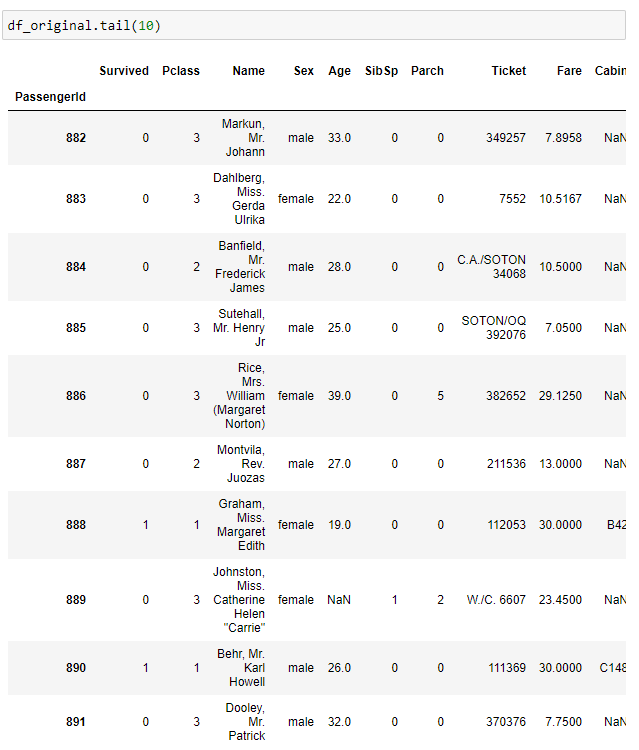 df_original.tail(10)
Survived Pclass Name Sex Age SibSp Parch Ticket Fare Cabin
PassengerId
882 0 3 Markun, Mr. Johann male 33.0 0 0 349257 7.8958 NaN
883 0 3 Dahlberg, Miss. Gerda Ulrika female 22.0 0 0 7552 10.5167 NaN
884 0 2 Banfield, Mr. Frederick James male 28.0 0 0 C.A./SOTON 34068 10.5000 NaN
885 0 3 Sutehall, Mr. Henry Jr male 25.0 0 0 SOTON/OQ 392076 7.0500 NaN
886 0 3 Rice, Mrs. William (Margaret Norton) female 39.0 0 5 382652 29.1250 NaN
887 0 2 Montvila, Rev. Juozas male 27.0 0 0 211536 13.0000 NaN
888 1 1 Graham, Miss. Margaret Edith female 19.0 0 0 112053 30.0000 B42
889 0 3 Johnston, Miss. Catherine Helen "Carrie" female NaN 1 2 W./C. 6607 23.4500 NaN
890 1 1 Behr, Mr. Karl Howell male 26.0 0 0 111369 30.0000 C148
891 0 3 Dooley, Mr. Patrick male 32.0 0 0 370376 7.7500 NaN